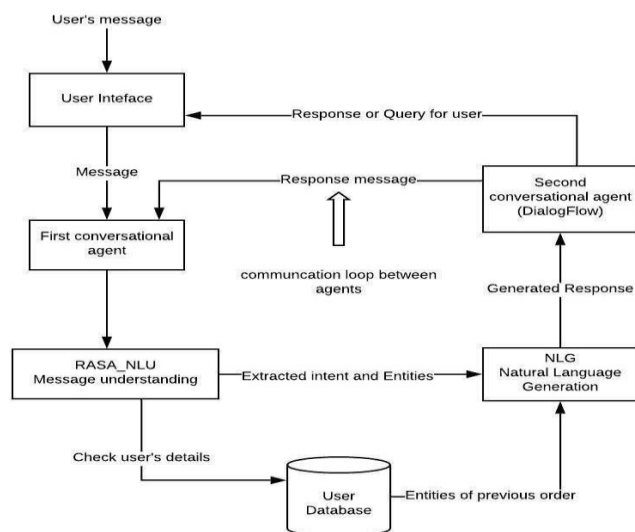 User's message
User Inteface
Response or Query for user
Message
Response message
Second
conversational agent
(DialogFlow)
First conversational
agent
communcation loop between
agents
Generated Response
RASA_NLU
Message understanding
Extracted intent and Entities
NLG
Natural Language
Generation
Check user's details
User
Database
Entities of previous order